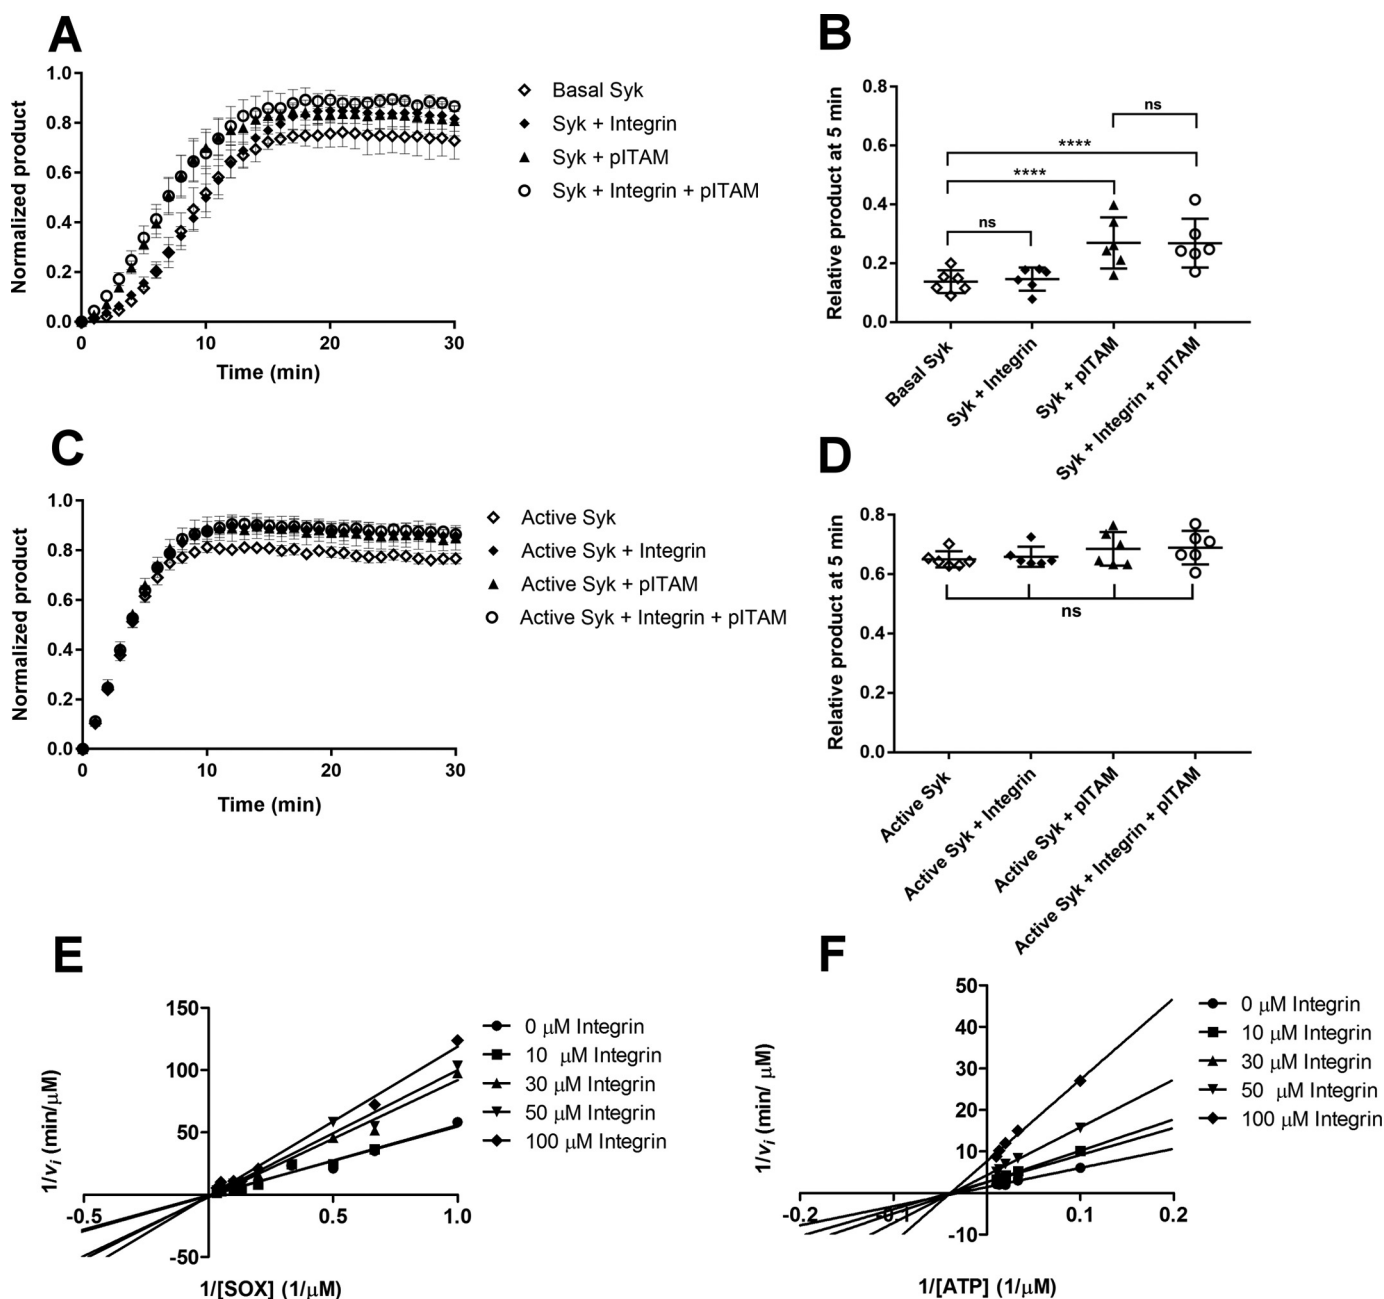 A
Normalized product
1.0
0.8
0.6
0.4
0.2
0.0
0
10
20
30
Time (min)
Basal Syk
Syk + Integrin
Syk + pITAM
Syk + Integrin + pITAM
B
Relative product at 5 min
0.8
0.6
0.4
0.2
0.0
ns
****
****
ns
Basal Syk
Syk + Integrin
Syk + pITAM
Syk + Integrin + pITAM
C
Normalized product
1.0
0.8
0.6
0.4
0.2
0.0
0
10
20
30
Time (min)
Active Syk
Active Syk + Integrin
Active Syk + pITAM
Active Syk + Integrin + pITAM
D
Relative product at 5 min
0.8
0.6
0.4
0.2
0.0
ns
Active Syk
Active Syk + Integrin
Active Syk + pITAM
Active Syk + Integrin + pITAM
E
1/vi (min/μM)
150
100
50
-50
-0.5
0.5
1.0
1/[SOX] (1/μM)
0 μM Integrin
10 μM Integrin
30 μM Integrin
50 μM Integrin
100 μM Integrin
F
1/vi (min/ μM)
50
40
30
20
10
-10
-0.2
-0.1
0.1
0.2
1/[ATP] (1/μM)
0 μM Integrin
10 μM Integrin
30 μM Integrin
50 μM Integrin
100 μM Integrin